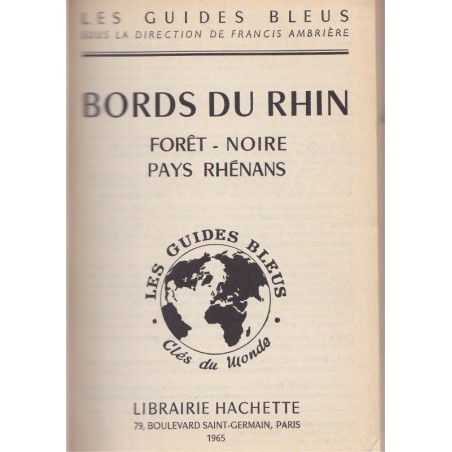 LES GUIDES BLEUS
SOUS LA DIRECTION DE FRANCIS AMBRIÈRE
BORDS DU RHIN
FORÊT - NOIRE
PAYS RHÉNANS
• LES GUIDES BLEUS •
Clés du Monde
LIBRAIRIE HACHETTE
79, BOULEVARD SAINT-GERMAIN, PARIS
1965